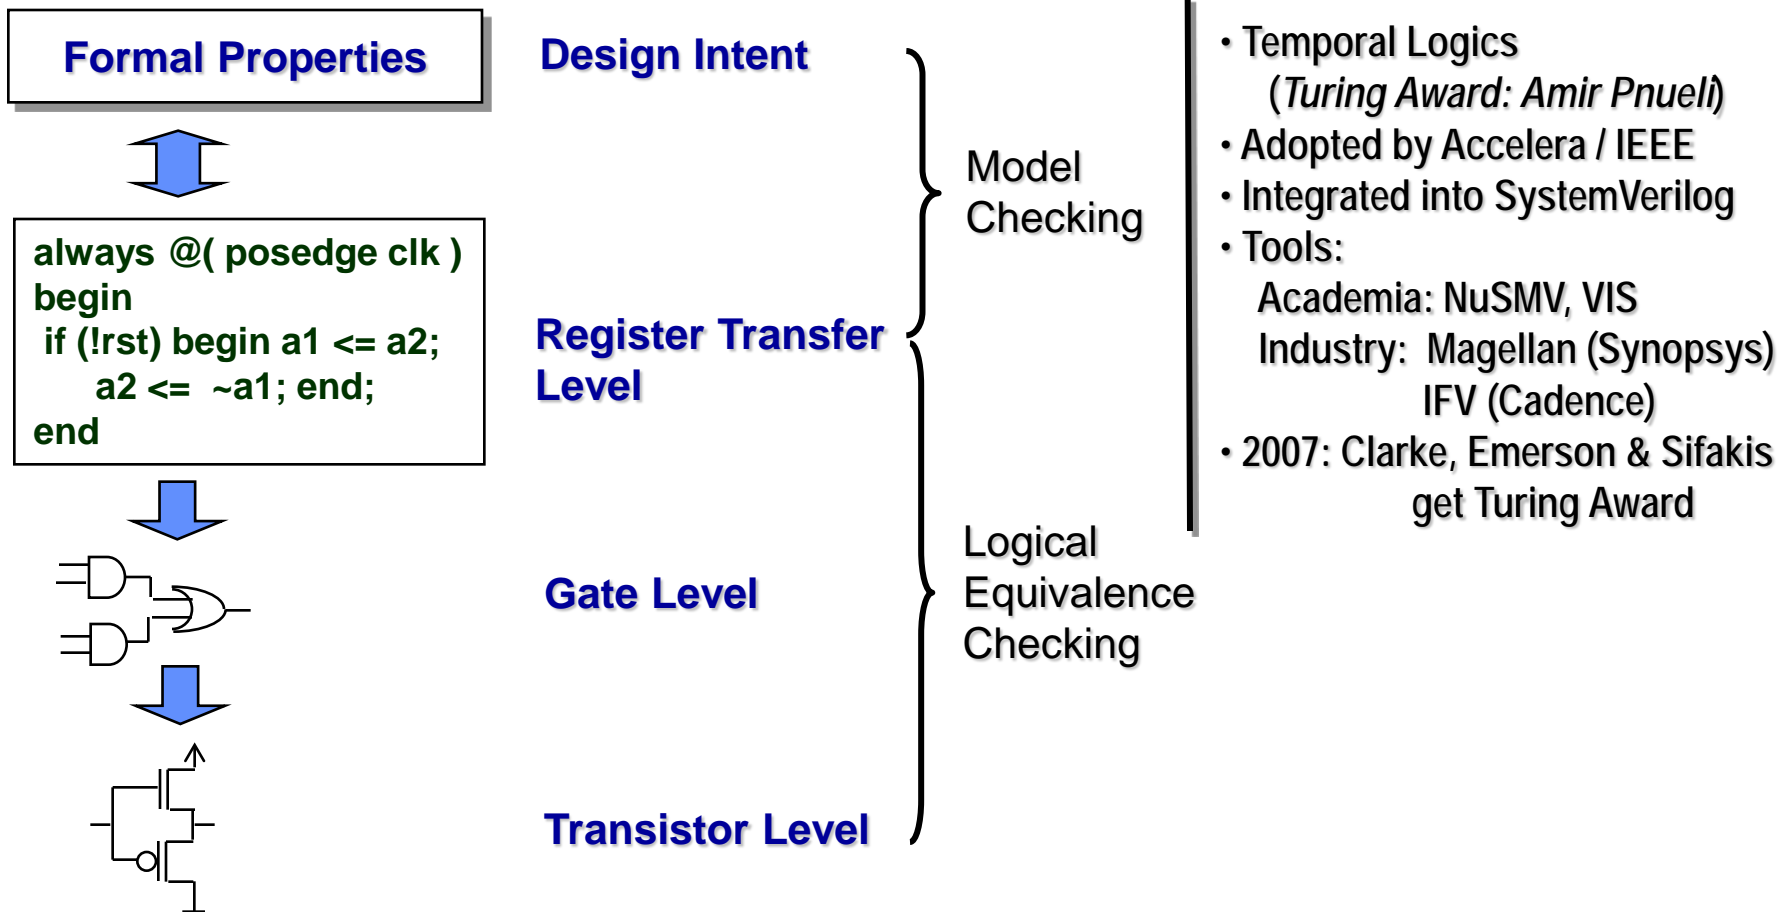 Formal Properties
Design Intent
always @( posedge clk )
begin
if (!rst) begin a1 <= a2;
a2 <= ~a1; end;
end
Register Transfer
Level
Gate Level
Transistor Level
Model
Checking
Logical
Equivalence
Checking
• Temporal Logics
(Turing Award: Amir Pnueli)
• Adopted by Accelera / IEEE
• Integrated into SystemVerilog
• Tools:
Academia: NuSMV, VIS
Industry: Magellan (Synopsys)
IFV (Cadence)
• 2007: Clarke, Emerson & Sifakis
get Turing Award